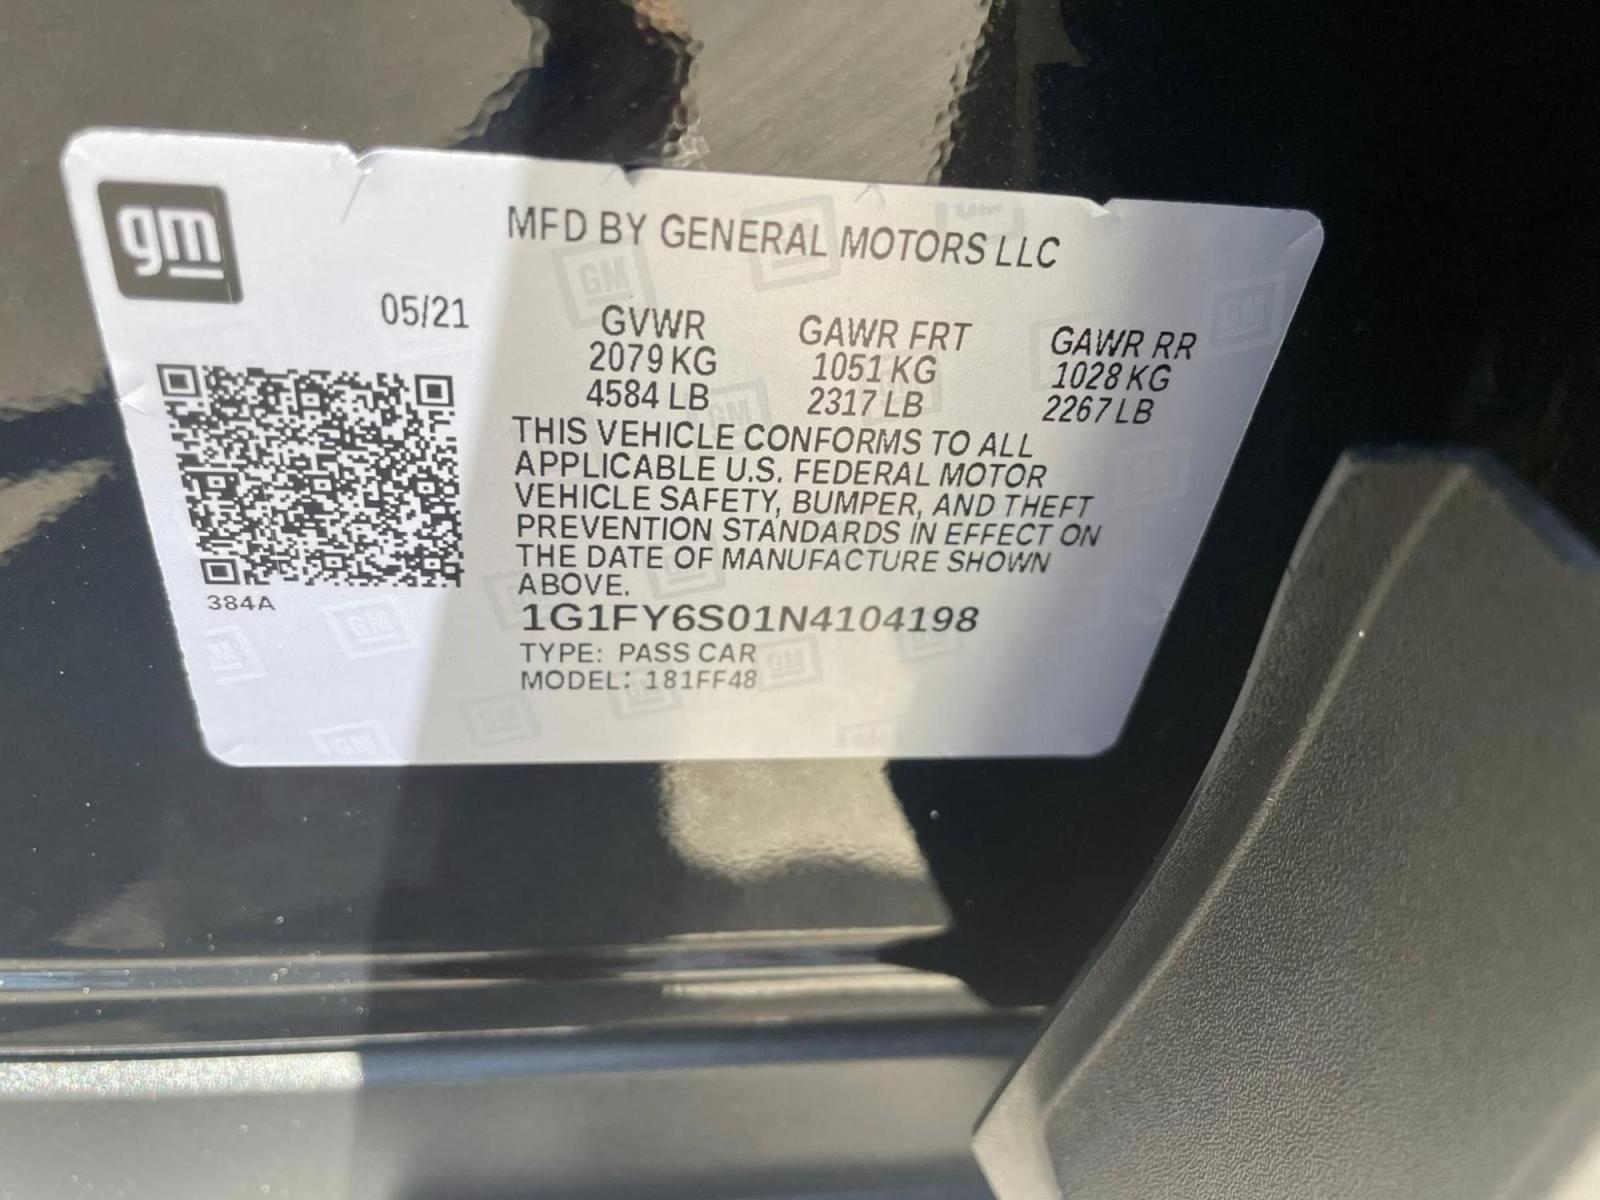 gm
MFD BY GENERAL MOTORS LLC
05/21
GVWR GAWR FRT GAWR RR
2079 KG 1051 KG 1028 KG
4584 LB 2317 LB 2267 LB
THIS VEHICLE CONFORMS TO ALL
APPLICABLE U.S. FEDERAL MOTOR
VEHICLE SAFETY, BUMPER, AND THEFT
PREVENTION STANDARDS IN EFFECT ON
THE DATE OF MANUFACTURE SHOWN
ABOVE.
384A
1G1FY6S01N4104198
TYPE: PASS CAR
MODEL: 181FF48